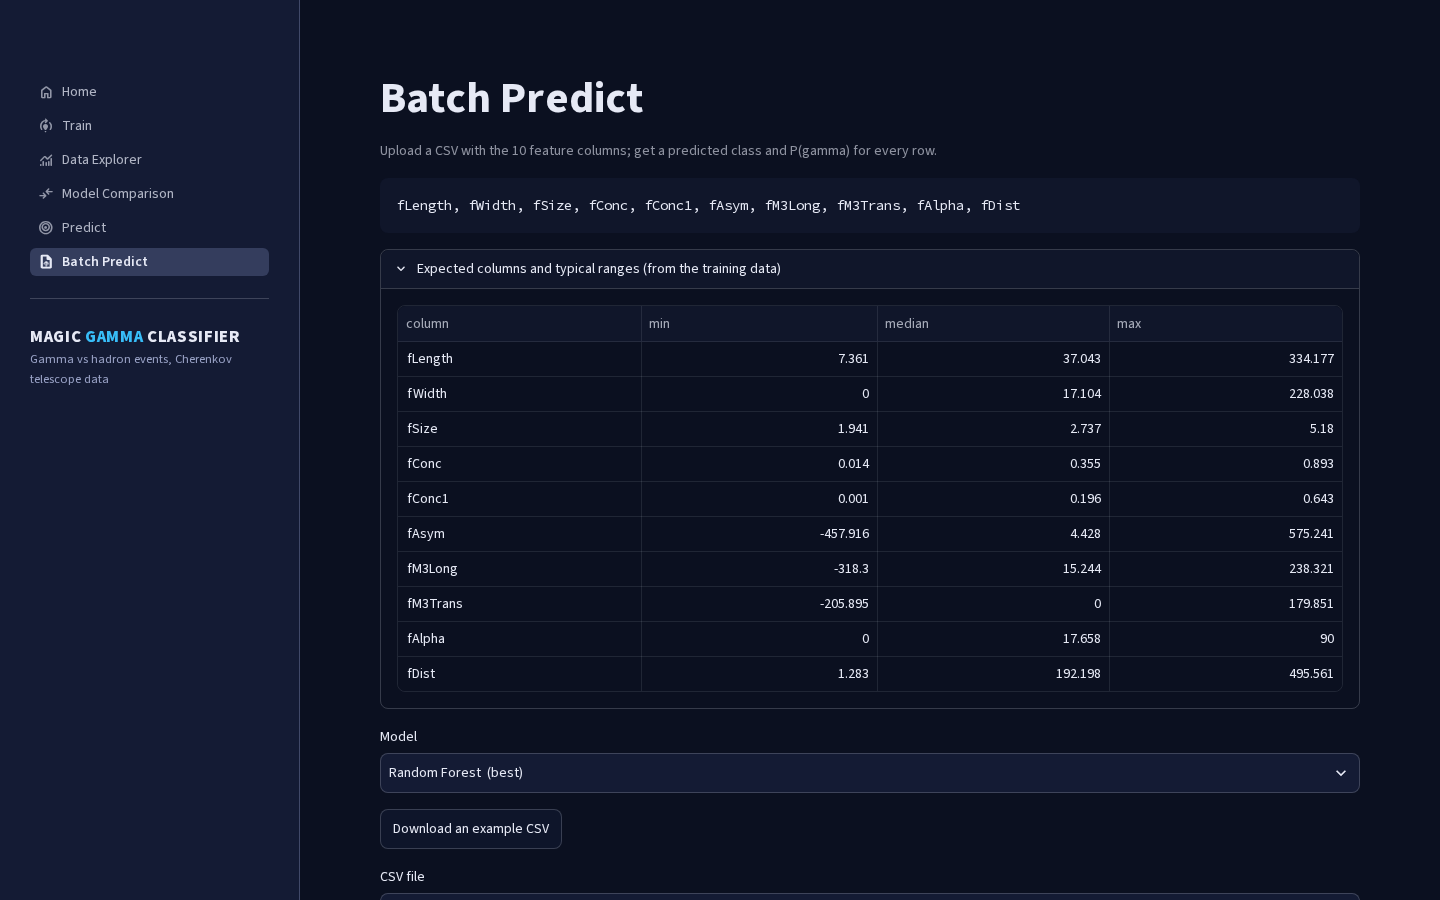 Home
Train
Data Explorer
Model Comparison
Predict
Batch Predict
MAGIC GAMMA CLASSIFIER
Gamma vs hadron events, Cherenkov
telescope data
Batch Predict
Upload a CSV with the 10 feature columns; get a predicted class and P(gamma) for every row.
fLength, fWidth, fSize, fConc, fConc1, fAsym, fM3Long, fM3Trans, fAlpha, fDist
Expected columns and typical ranges (from the training data)
column min median max
fLength 7.361 37.043 334.177
fWidth 0 17.104 228.038
fSize 1.941 2.737 5.18
fConc 0.014 0.355 0.893
fConc1 0.001 0.196 0.643
fAsym -457.916 4.428 575.241
fM3Long -318.3 15.244 238.321
fM3Trans -205.895 0 179.851
fAlpha 0 17.658 90
fDist 1.283 192.198 495.561
Model
Random Forest (best)
Download an example CSV
CSV file